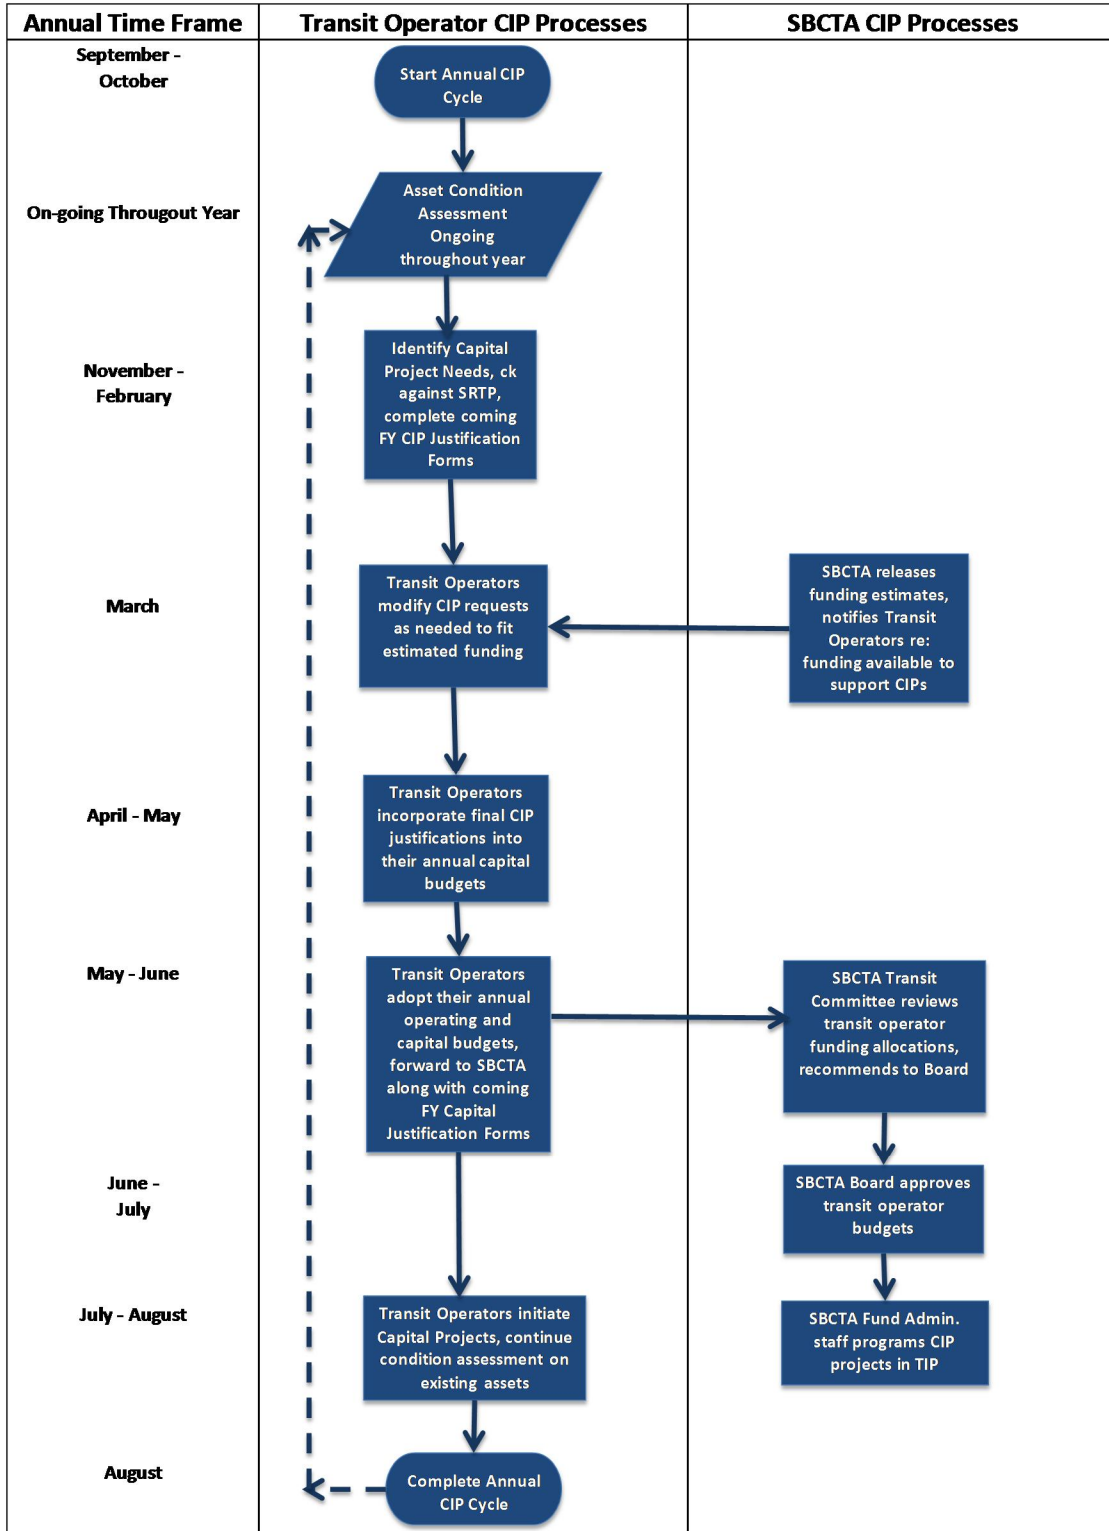 Annual Time Frame
Transit Operator CIP Processes
SBCTA CIP Processes
September -
October
Start Annual CIP
Cycle
On-going Througout Year
Asset Condition
Assessment
Ongoing
throughout year
November -
February
Identify Capital
Project Needs, ck
against SRTP,
complete coming
FY CIP Justification
Forms
March
Transit Operators
modify CIP requests
as needed to fit
estimated funding
SBCTA releases
funding estimates,
notifies Transit
Operators re:
funding available to
support CIPs
April - May
Transit Operators
incorporate final CIP
justifications into
their annual capital
budgets
May - June
Transit Operators
adopt their annual
operating and
capital budgets,
forward to SBCTA
along with coming
FY Capital
Justification Forms
SBCTA Transit
Committee reviews
transit operator
funding allocations,
recommends to Board
June -
July
SBCTA Board approves
transit operator
budgets
July - August
Transit Operators initiate
Capital Projects, continue
condition assessment on
existing assets
SBCTA Fund Admin.
staff programs CIP
projects in TIP
August
Complete Annual
CIP Cycle